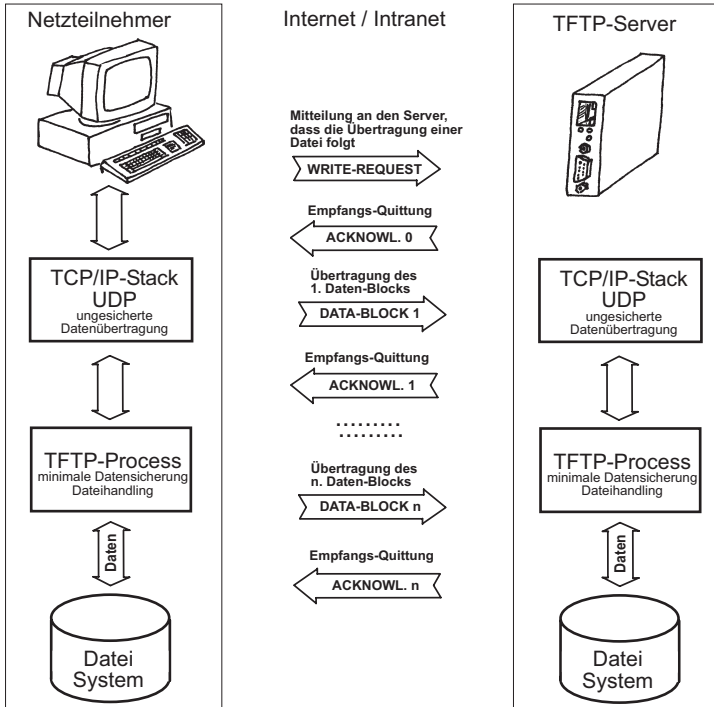 Netzteilnehmer
TCP/IP-Stack
UDP
ungesicherte
Datenübertragung
TFTP-Process
minimale Datensicherung
Dateihandling
Daten
Datei
System
Internet / Intranet
Mitteilung an den Server,
dass die Übertragung einer
Datei folgt
WRITE-REQUEST
Empfangs-Quittung
ACKNOWL. 0
Übertragung des
1. Daten-Blocks
DATA-BLOCK 1
Empfangs-Quittung
ACKNOWL. 1
.........
.........
Übertragung des
n. Daten-Blocks
DATA-BLOCK n
Empfangs-Quittung
ACKNOWL. n
TFTP-Server
TCP/IP-Stack
UDP
ungesicherte
Datenübertragung
TFTP-Process
minimale Datensicherung
Dateihandling
Daten
Datei
System